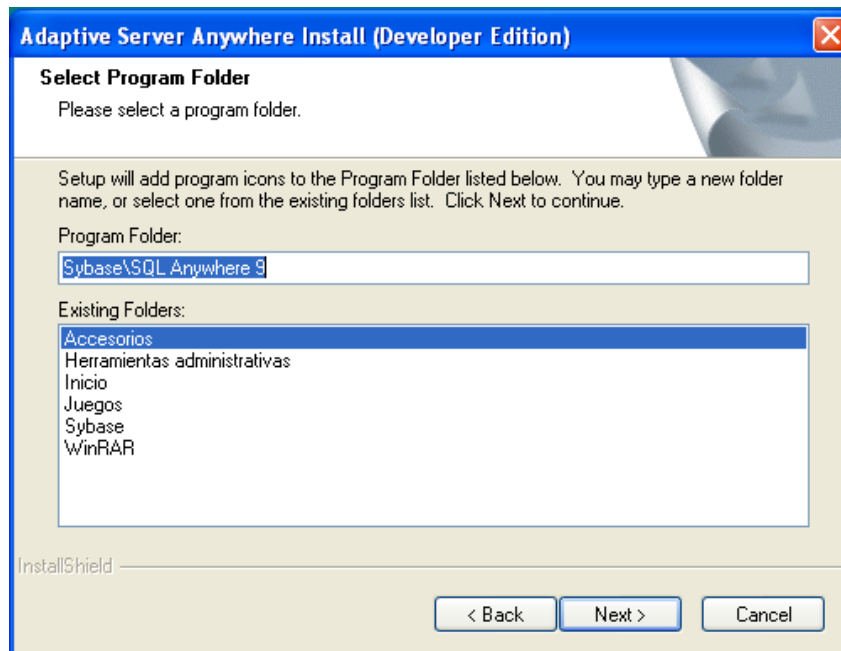 Adaptive Server Anywhere Install (Developer Edition)
Select Program Folder
Please select a program folder.
Setup will add program icons to the Program Folder listed below.  You may type a new folder
name, or select one from the existing folders list.  Click Next to continue.
Program Folder:
Sybase\SQL Anywhere 9
Existing Folders:
Accesorios
Herramientas administrativas
Inicio
Juegos
Sybase
WinRAR
InstallShield
< Back
Next >
Cancel